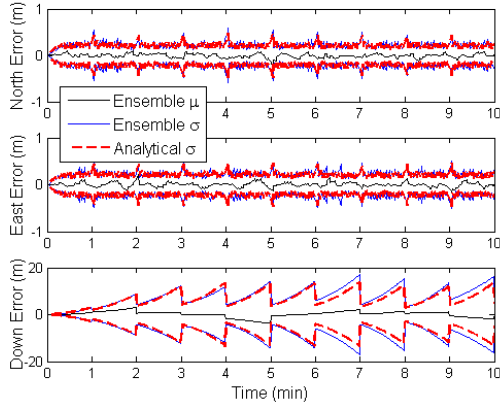 North Error (m)
1
0
-1
0 1 2 3 4 5 6 7 8 9 10
Ensemble μ
Ensemble σ
Analytical σ
East Error (m)
1
0
-1
0 1 2 3 4 5 6 7 8 9 10
Down Error (m)
20
0
-20
0 1 2 3 4 5 6 7 8 9 10
Time (min)